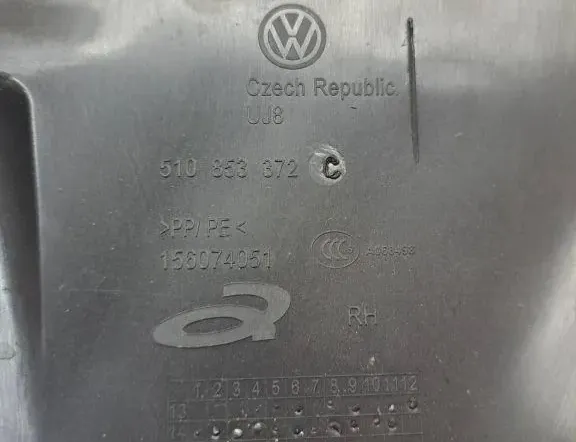 Czech Republic
UJ8
510 853 372 C
>PP/PE<
156074051
RH
1 2 3 4 5 6 7 8 9 10 11 12
13